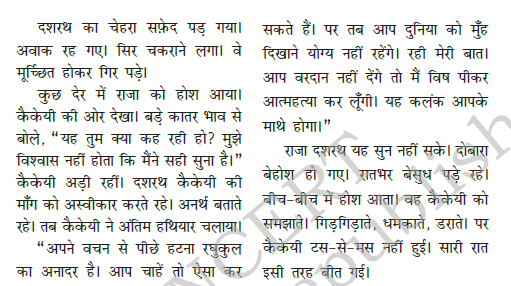 दशरथ का चेहरा सफ़ेद पड़ गया।
अवाक रह गए। सिर चकराने लगा। वे
मूर्च्छित होकर गिर पड़े।
कुछ देर में राजा को होश आया।
कैकेयी की ओर देखा। बड़े कातर भाव से
बोले, “यह तुम क्या कह रही हो? मुझे
विश्वास नहीं होता कि मैंने सही सुना है।”
कैकेयी अड़ी रहीं। दशरथ कैकेयी की
माँग को अस्वीकार करते रहे। अनर्थ बताते
रहे। तब कैकेयी ने अंतिम हथियार चलाया।
“अपने वचन से पीछे हटना रघुकुल
का अनादर है। आप चाहें तो ऐसा कर
सकते हैं। पर तब आप दुनिया को मुँह
दिखाने योग्य नहीं रहेंगे। रही मेरी बात।
आप वरदान नहीं देंगे तो मैं विष पीकर
आत्महत्या कर लूँगी। यह कलंक आपके
माथे होगा।”
राजा दशरथ यह सुन नहीं सके। दोबारा
बेहोश हो गए। रातभर बेसुध पड़े रहे।
बीच-बीच में होश आता। वह कैकेयी को
समझाते। गिड़गिड़ाते, धमकाते, डराते। पर
कैकेयी टस-से-मस नहीं हुई। सारी रात
इसी तरह बीत गई।
NCERT
republish